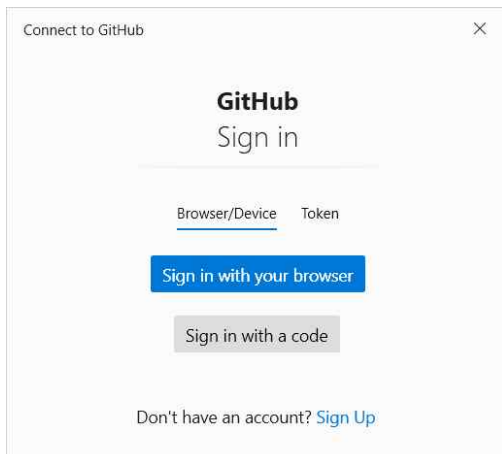 Connect to GitHub
GitHub
Sign in
Browser/Device Token
Sign in with your browser
Sign in with a code
Don't have an account? Sign Up